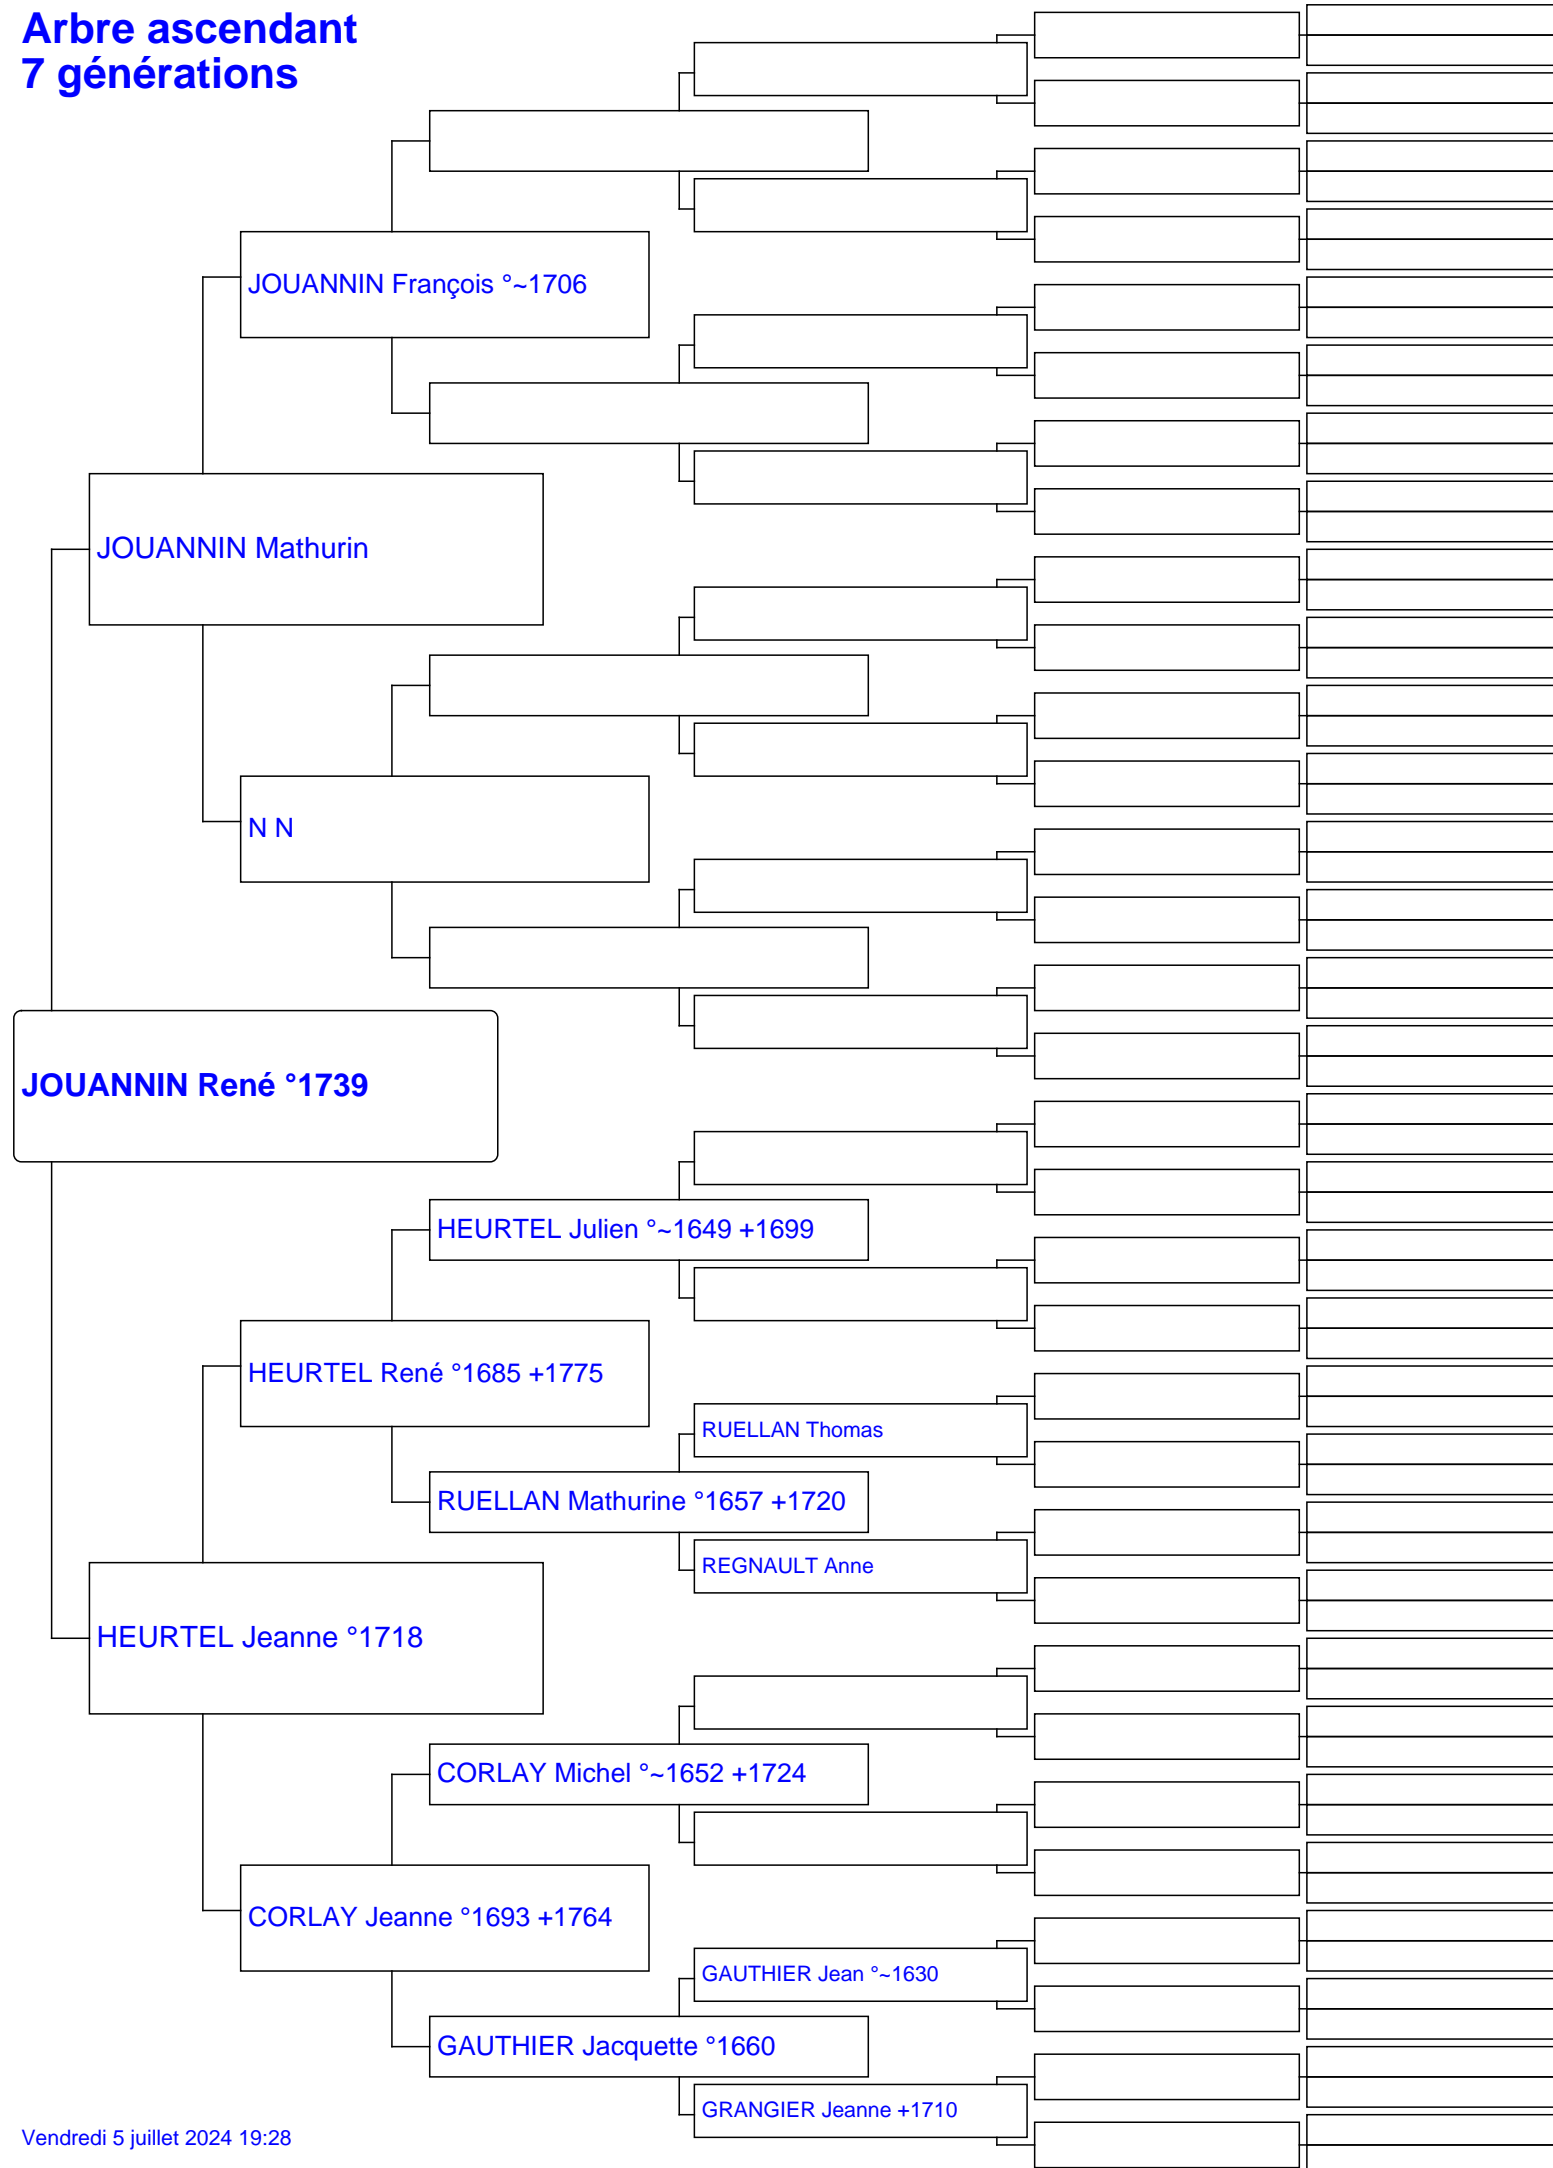 Arbre ascendant
7 générations
JOUANNIN François °~1706
JOUANNIN Mathurin
N N
JOUANNIN René °1739
HEURTEL Julien °~1649 +1699
HEURTEL René °1685 +1775
RUELLAN Thomas
RUELLAN Mathurine °1657 +1720
REGNAULT Anne
HEURTEL Jeanne °1718
CORLAY Michel °~1652 +1724
CORLAY Jeanne °1693 +1764
GAUTHIER Jean °~1630
GAUTHIER Jacquette °1660
GRANGIER Jeanne +1710
Vendredi 5 juillet 2024 19:28